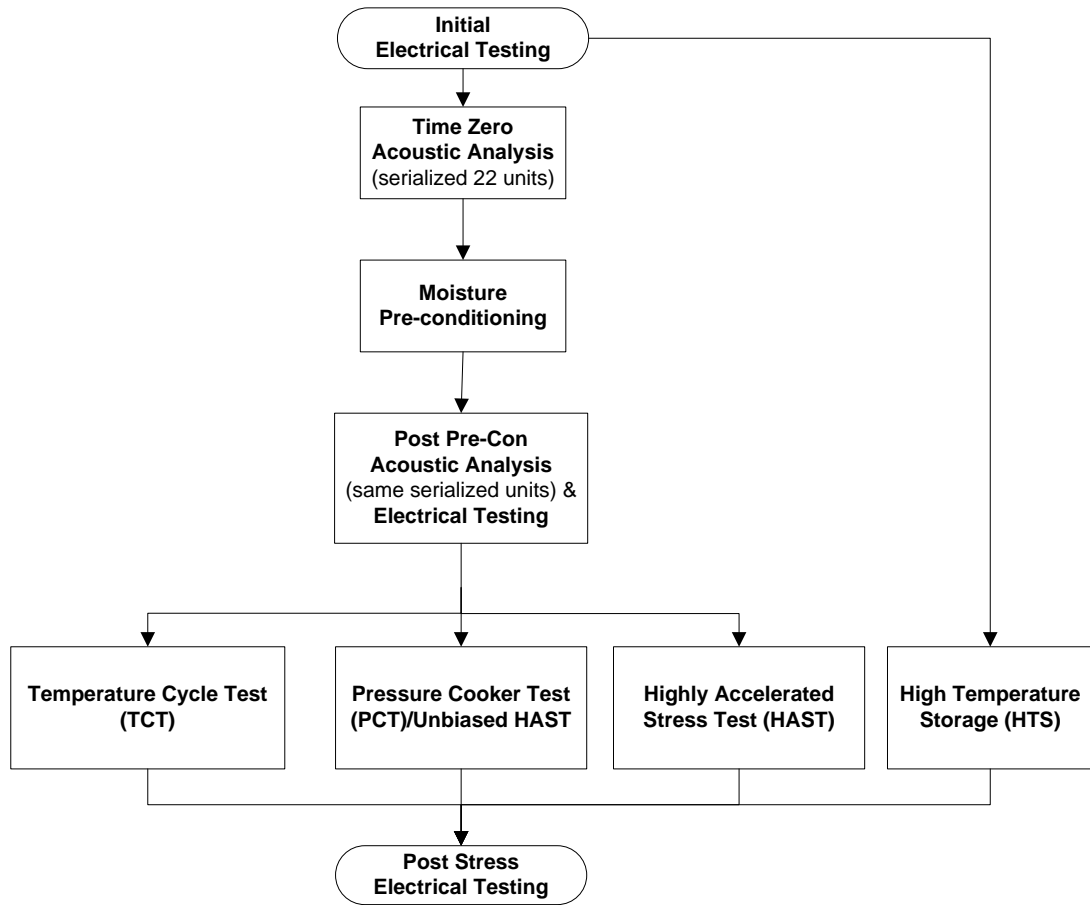 Initial
Electrical Testing
Time Zero
Acoustic Analysis
(serialized 22 units)
Moisture
Pre-conditioning
Post Pre-Con
Acoustic Analysis
(same serialized units) &
Electrical Testing
Temperature Cycle Test
(TCT)
Pressure Cooker Test
(PCT)/Unbiased HAST
Highly Accelerated
Stress Test (HAST)
High Temperature
Storage (HTS)
Post Stress
Electrical Testing